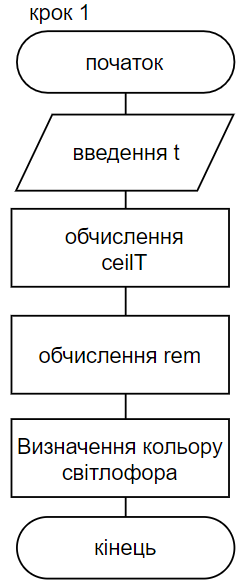 крок 1
початок
введення t
обчислення
ceilT
обчислення rem
Визначення кольору
світлофора
кінець